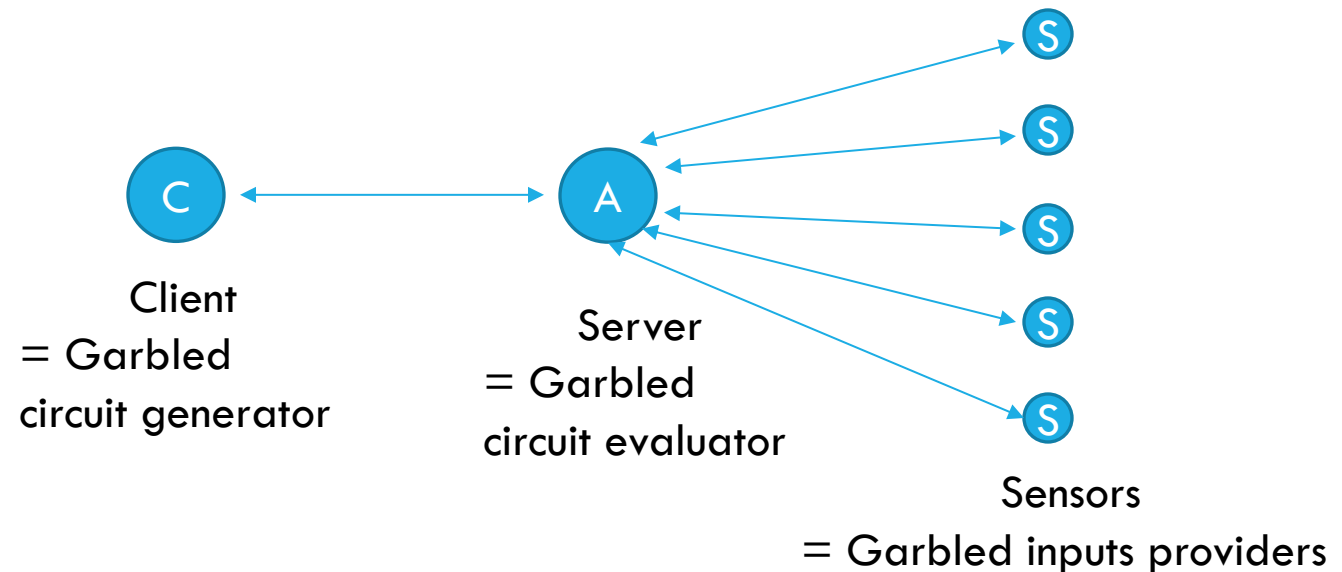 S
S
C
A
S
S
S
Client
= Garbled
circuit generator
Server
= Garbled
circuit evaluator
Sensors
= Garbled inputs providers